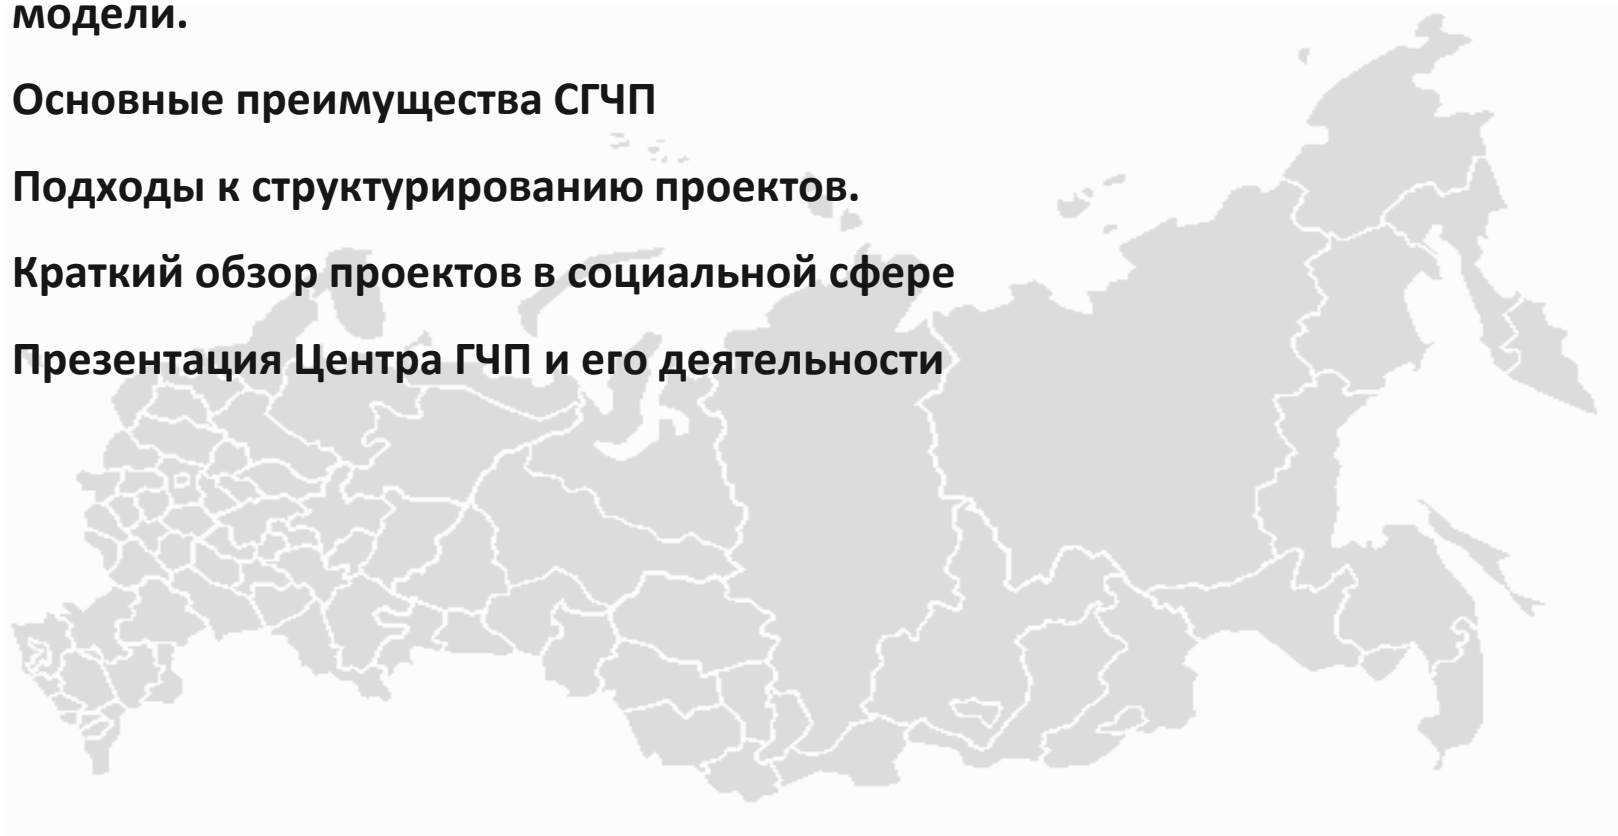 модели.
Основные преимущества СГЧП
Подходы к структурированию проектов.
Краткий обзор проектов в социальной сфере
Презентация Центра ГЧП и его деятельности